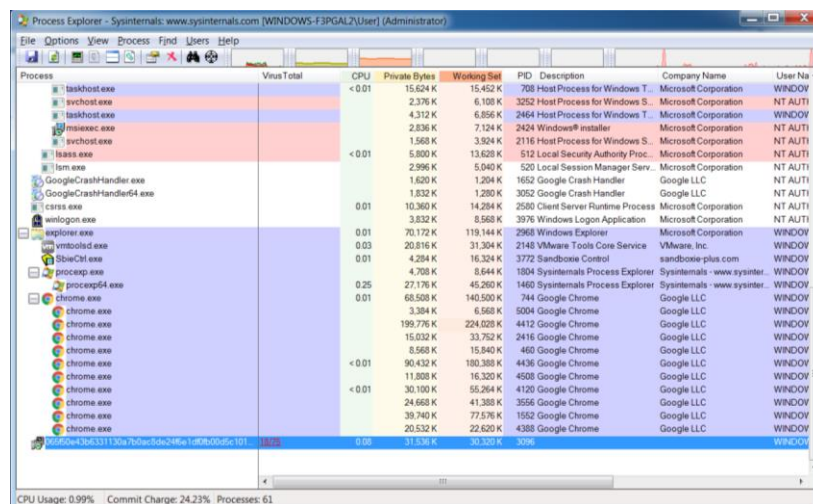 Process Explorer - Sysinternals: www.sysinternals.com [WINDOWS-F3PGAL2\User] (Administrator)
File Options View Process Find Users Help
Process VirusTotal CPU Private Bytes Working Set PID Description Company Name User Na
taskhost.exe < 0.01 15,624 K 15,452 K 708 Host Process for Windows T... Microsoft Corporation WINDOV
svchost.exe 2,376 K 6,108 K 3252 Host Process for Windows S... Microsoft Corporation NT AUTI
taskhost.exe 4,312 K 6,856 K 2464 Host Process for Windows T... Microsoft Corporation WINDOV
msiexec.exe 2,836 K 7,124 K 2424 Windows® installer Microsoft Corporation NT AUTI
svchost.exe 1,568 K 3,924 K 2116 Host Process for Windows S... Microsoft Corporation NT AUTI
lsass.exe < 0.01 5,800 K 13,628 K 512 Local Security Authority Proc... Microsoft Corporation NT AUTI
lsm.exe 2,996 K 5,040 K 520 Local Session Manager Serv... Microsoft Corporation NT AUTI
GoogleCrashHandler.exe 1,620 K 1,204 K 1652 Google Crash Handler Google LLC NT AUTI
GoogleCrashHandler64.exe 1,832 K 1,280 K 3052 Google Crash Handler Google LLC NT AUTI
csrss.exe 0.01 10,360 K 14,284 K 2580 Client Server Runtime Process Microsoft Corporation NT AUTI
winlogon.exe 3,832 K 8,568 K 3976 Windows Logon Application Microsoft Corporation NT AUTI
explorer.exe 0.01 70,172 K 119,144 K 2968 Windows Explorer Microsoft Corporation WINDOV
vmtoolsd.exe 0.03 20,816 K 31,304 K 2148 VMware Tools Core Service VMware, Inc. WINDOV
SbieCtrl.exe 0.01 4,284 K 16,324 K 3772 Sandboxie Control sandboxie-plus.com WINDOV
procexp.exe 4,708 K 8,644 K 1804 Sysinternals Process Explorer Sysinternals - www.sysinter... WINDOV
procexp64.exe 0.25 27,176 K 45,260 K 1460 Sysinternals Process Explorer Sysinternals - www.sysinter... WINDOV
chrome.exe 0.01 68,508 K 140,500 K 744 Google Chrome Google LLC WINDOV
chrome.exe 3,384 K 6,568 K 5004 Google Chrome Google LLC WINDOV
chrome.exe 199,776 K 224,028 K 4412 Google Chrome Google LLC WINDOV
chrome.exe 15,032 K 33,752 K 2416 Google Chrome Google LLC WINDOV
chrome.exe 8,568 K 15,840 K 460 Google Chrome Google LLC WINDOV
chrome.exe < 0.01 90,432 K 180,388 K 4436 Google Chrome Google LLC WINDOV
chrome.exe 11,808 K 16,320 K 4508 Google Chrome Google LLC WINDOV
chrome.exe < 0.01 30,100 K 55,264 K 4120 Google Chrome Google LLC WINDOV
chrome.exe 24,668 K 41,388 K 3556 Google Chrome Google LLC WINDOV
chrome.exe 39,740 K 77,576 K 1552 Google Chrome Google LLC WINDOV
chrome.exe 20,532 K 22,620 K 4388 Google Chrome Google LLC WINDOV
0.08 31,536 K 30,320 K 3096 WINDOV
CPU Usage: 0.99% Commit Charge: 24.23% Processes: 61